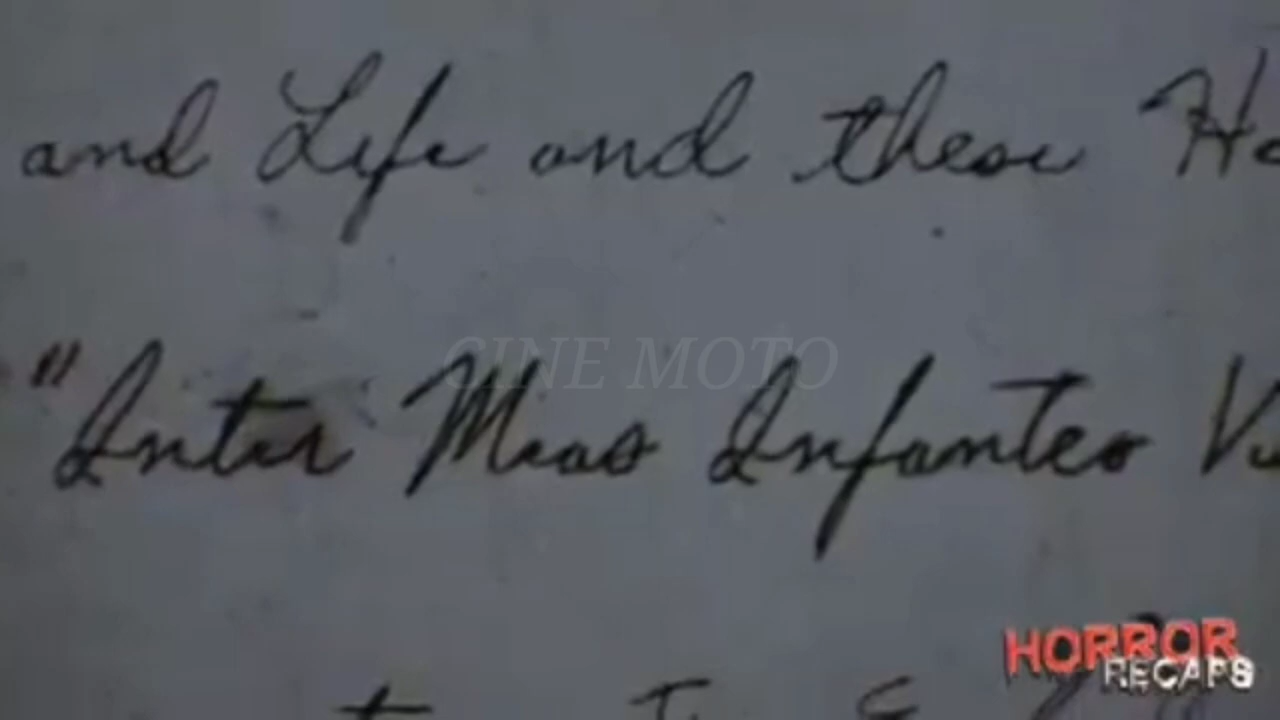 and Life and these
CINE MOTO
"Inter Meas Infantes
HORROR
RECAPS